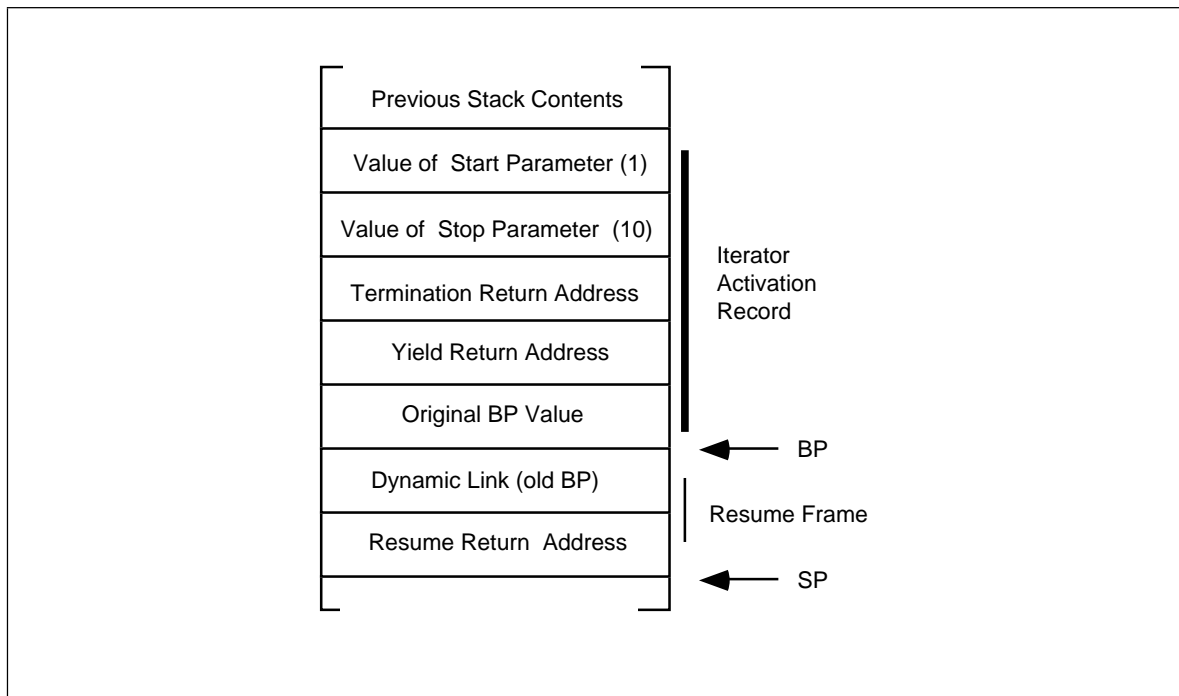 Previous Stack Contents
Value of Start Parameter (1)
Value of Stop Parameter (10)
Termination Return Address
Yield Return Address
Original BP Value
Dynamic Link (old BP)
Resume Return Address
Iterator
Activation
Record
BP
Resume Frame
SP